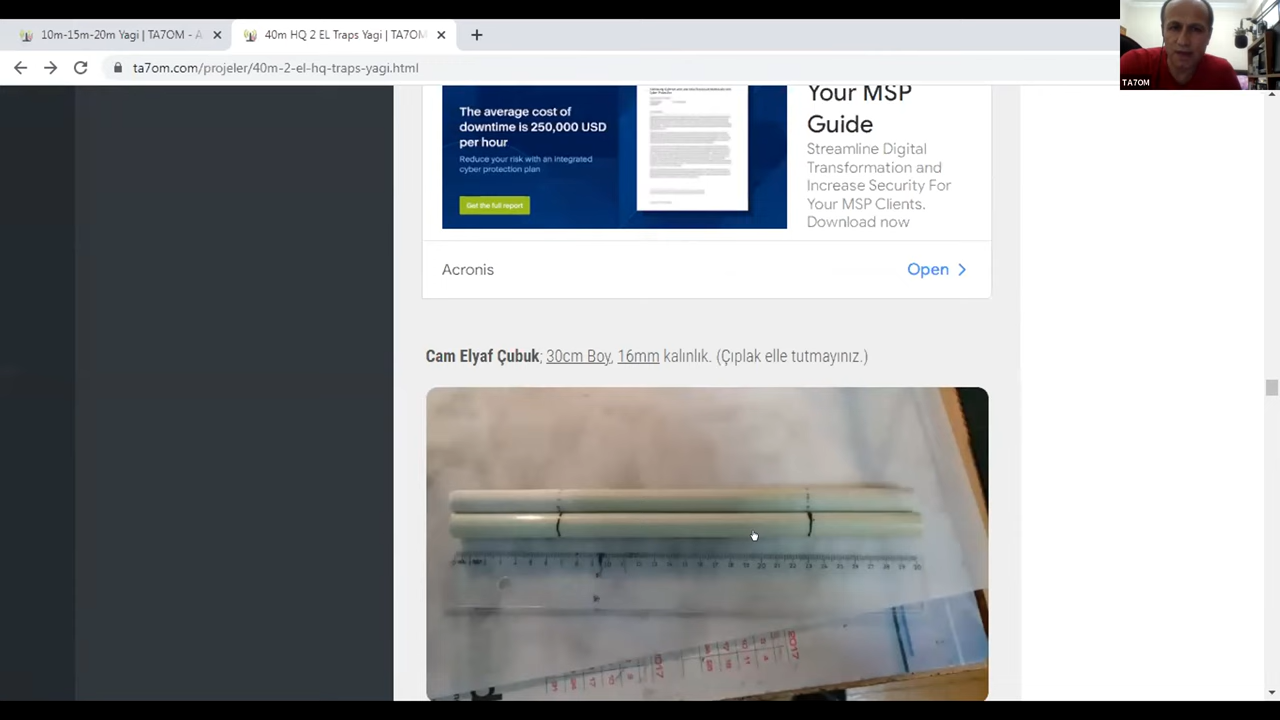 10m-15m-20m Yagi | TA7OM - A
40m HQ 2 EL Traps Yagi | TA7OM
ta7om.com/projeler/40m-2-el-hq-traps-yagi.html
TA7OM
The average cost of
downtime is 250,000 USD
per hour
Reduce your risk with an integrated
cyber protection plan
Get the full report
Your MSP
Guide
Streamline Digital
Transformation and
Increase Security For
Your MSP Clients.
Download now
Acronis
Open
Cam Elyaf Çubuk; 30cm Boy, 16mm kalınlık. (Çıplak elle tutmayınız.)
2017